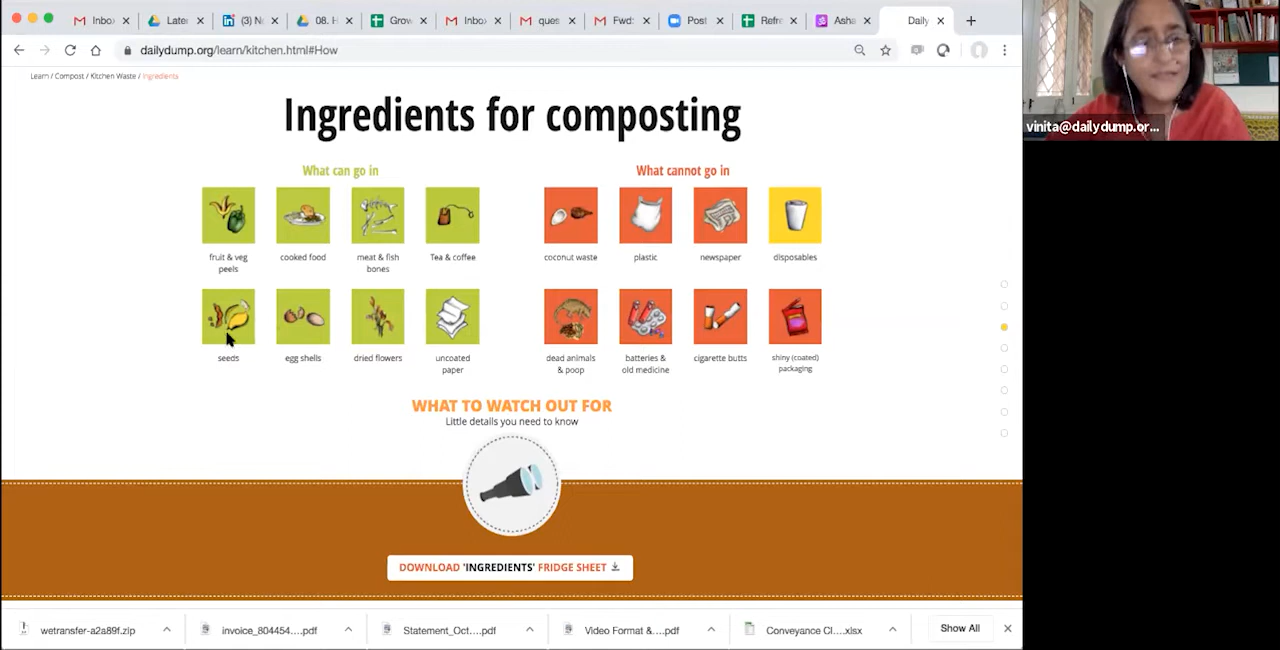 Inbo
Later
(3) N
08. H
Grow
Inbo
ques
Fwd:
Post
Refre
Asha
Daily
dailydump.org/learn/kitchen.html#How
Learn / Compost / Kitchen Waste / Ingredients
vinita@dailydump.or...
Ingredients for composting
What can go in
What cannot go in
fruit & veg
peels
cooked food
meat & fish
bones
Tea & coffee
coconut waste
plastic
newspaper
disposables
seeds
egg shells
dried flowers
uncoated
paper
dead animals
& poop
batteries &
old medicine
cigarette butts
shiny (coated)
packaging
WHAT TO WATCH OUT FOR
Little details you need to know
DOWNLOAD 'INGREDIENTS' FRIDGE SHEET
wetransfer-a2a89f.zip
invoice_804454....pdf
Statement_Oct....pdf
Video Format &....pdf
Conveyance Cl....xlsx
Show All